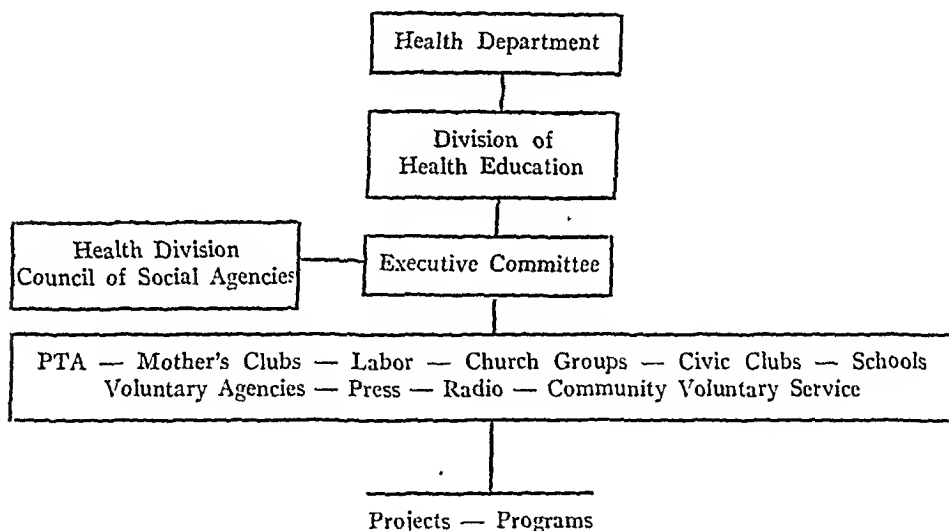 Health Department
Division of
Health Education
Health Division
Council of Social Agencies
Executive Committee
PTA — Mother's Clubs — Labor — Church Groups — Civic Clubs — Schools
Voluntary Agencies — Press — Radio — Community Voluntary Service
Projects — Programs